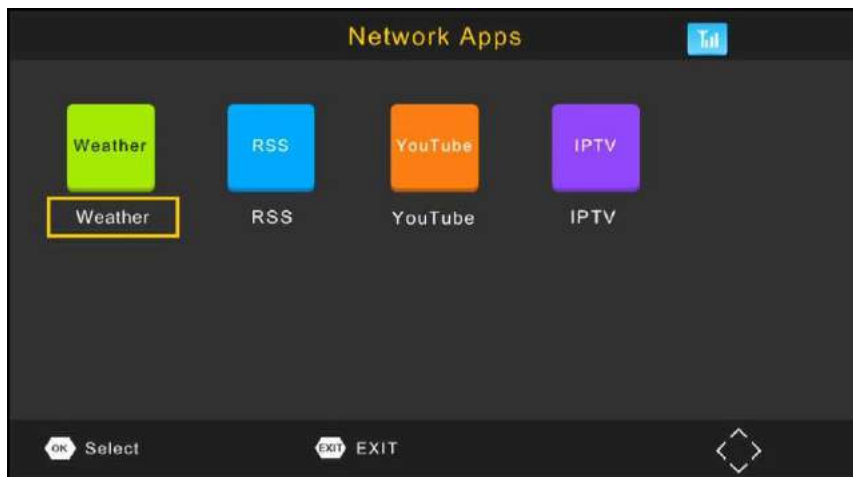 Network Apps
Weather RSS YouTube IPTV
Weather RSS YouTube IPTV
OK Select EXIT EXIT